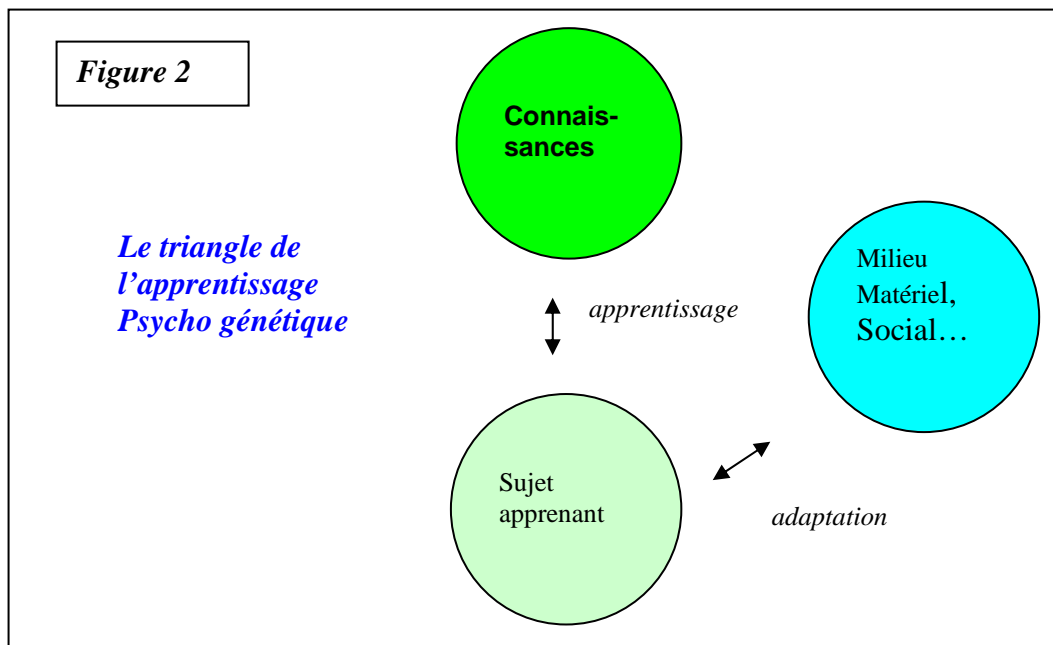 Figure 2
Connais-
sances
Le triangle de
l’apprentissage
Psycho génétique
Milieu
Matériel,
Social…
apprentissage
Sujet
apprenant
adaptation